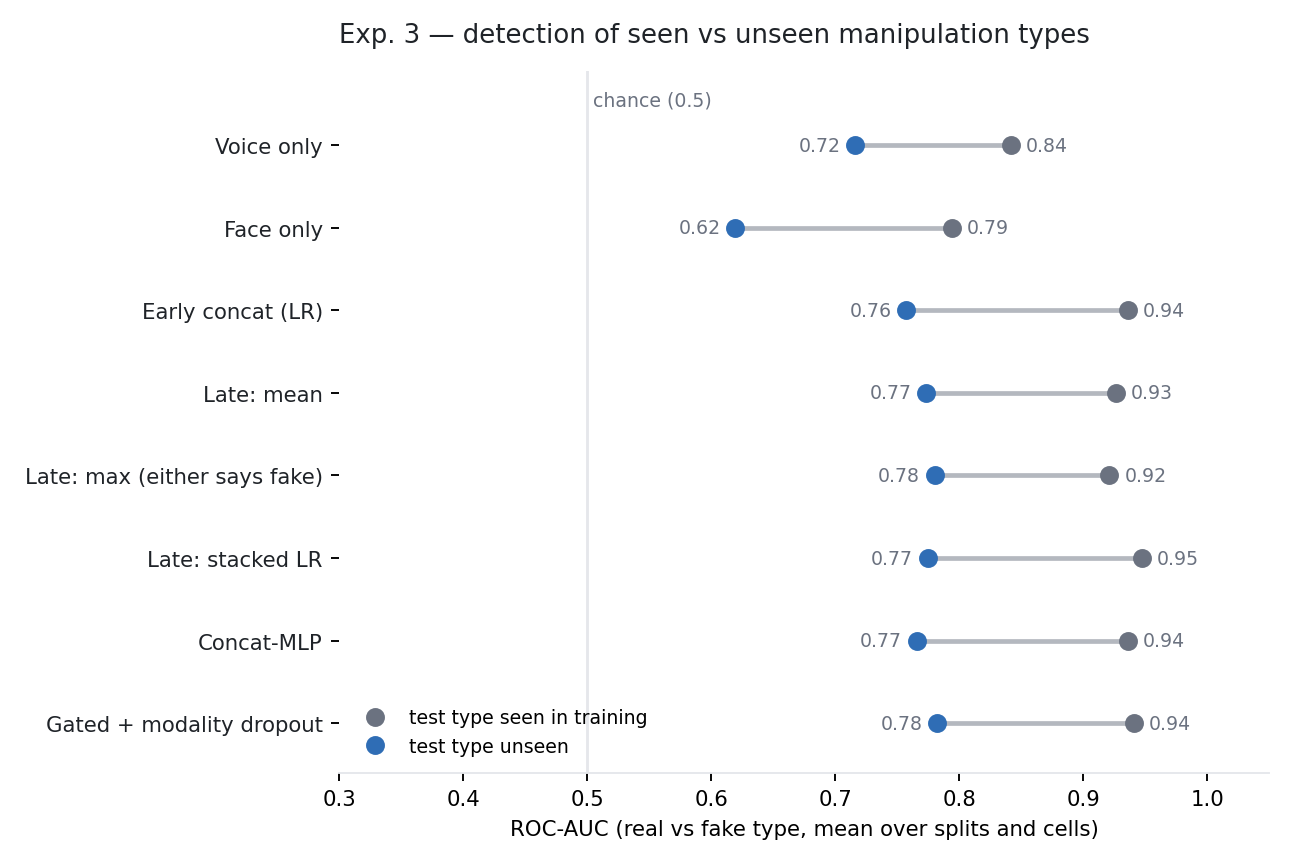 Exp. 3 — detection of seen vs unseen manipulation types
chance (0.5)
Voice only 0.72 0.84
Face only 0.62 0.79
Early concat (LR) 0.76 0.94
Late: mean 0.77 0.93
Late: max (either says fake) 0.78 0.92
Late: stacked LR 0.77 0.95
Concat-MLP 0.77 0.94
Gated + modality dropout 0.78 0.94
test type seen in training
test type unseen
0.3 0.4 0.5 0.6 0.7 0.8 0.9 1.0
ROC-AUC (real vs fake type, mean over splits and cells)